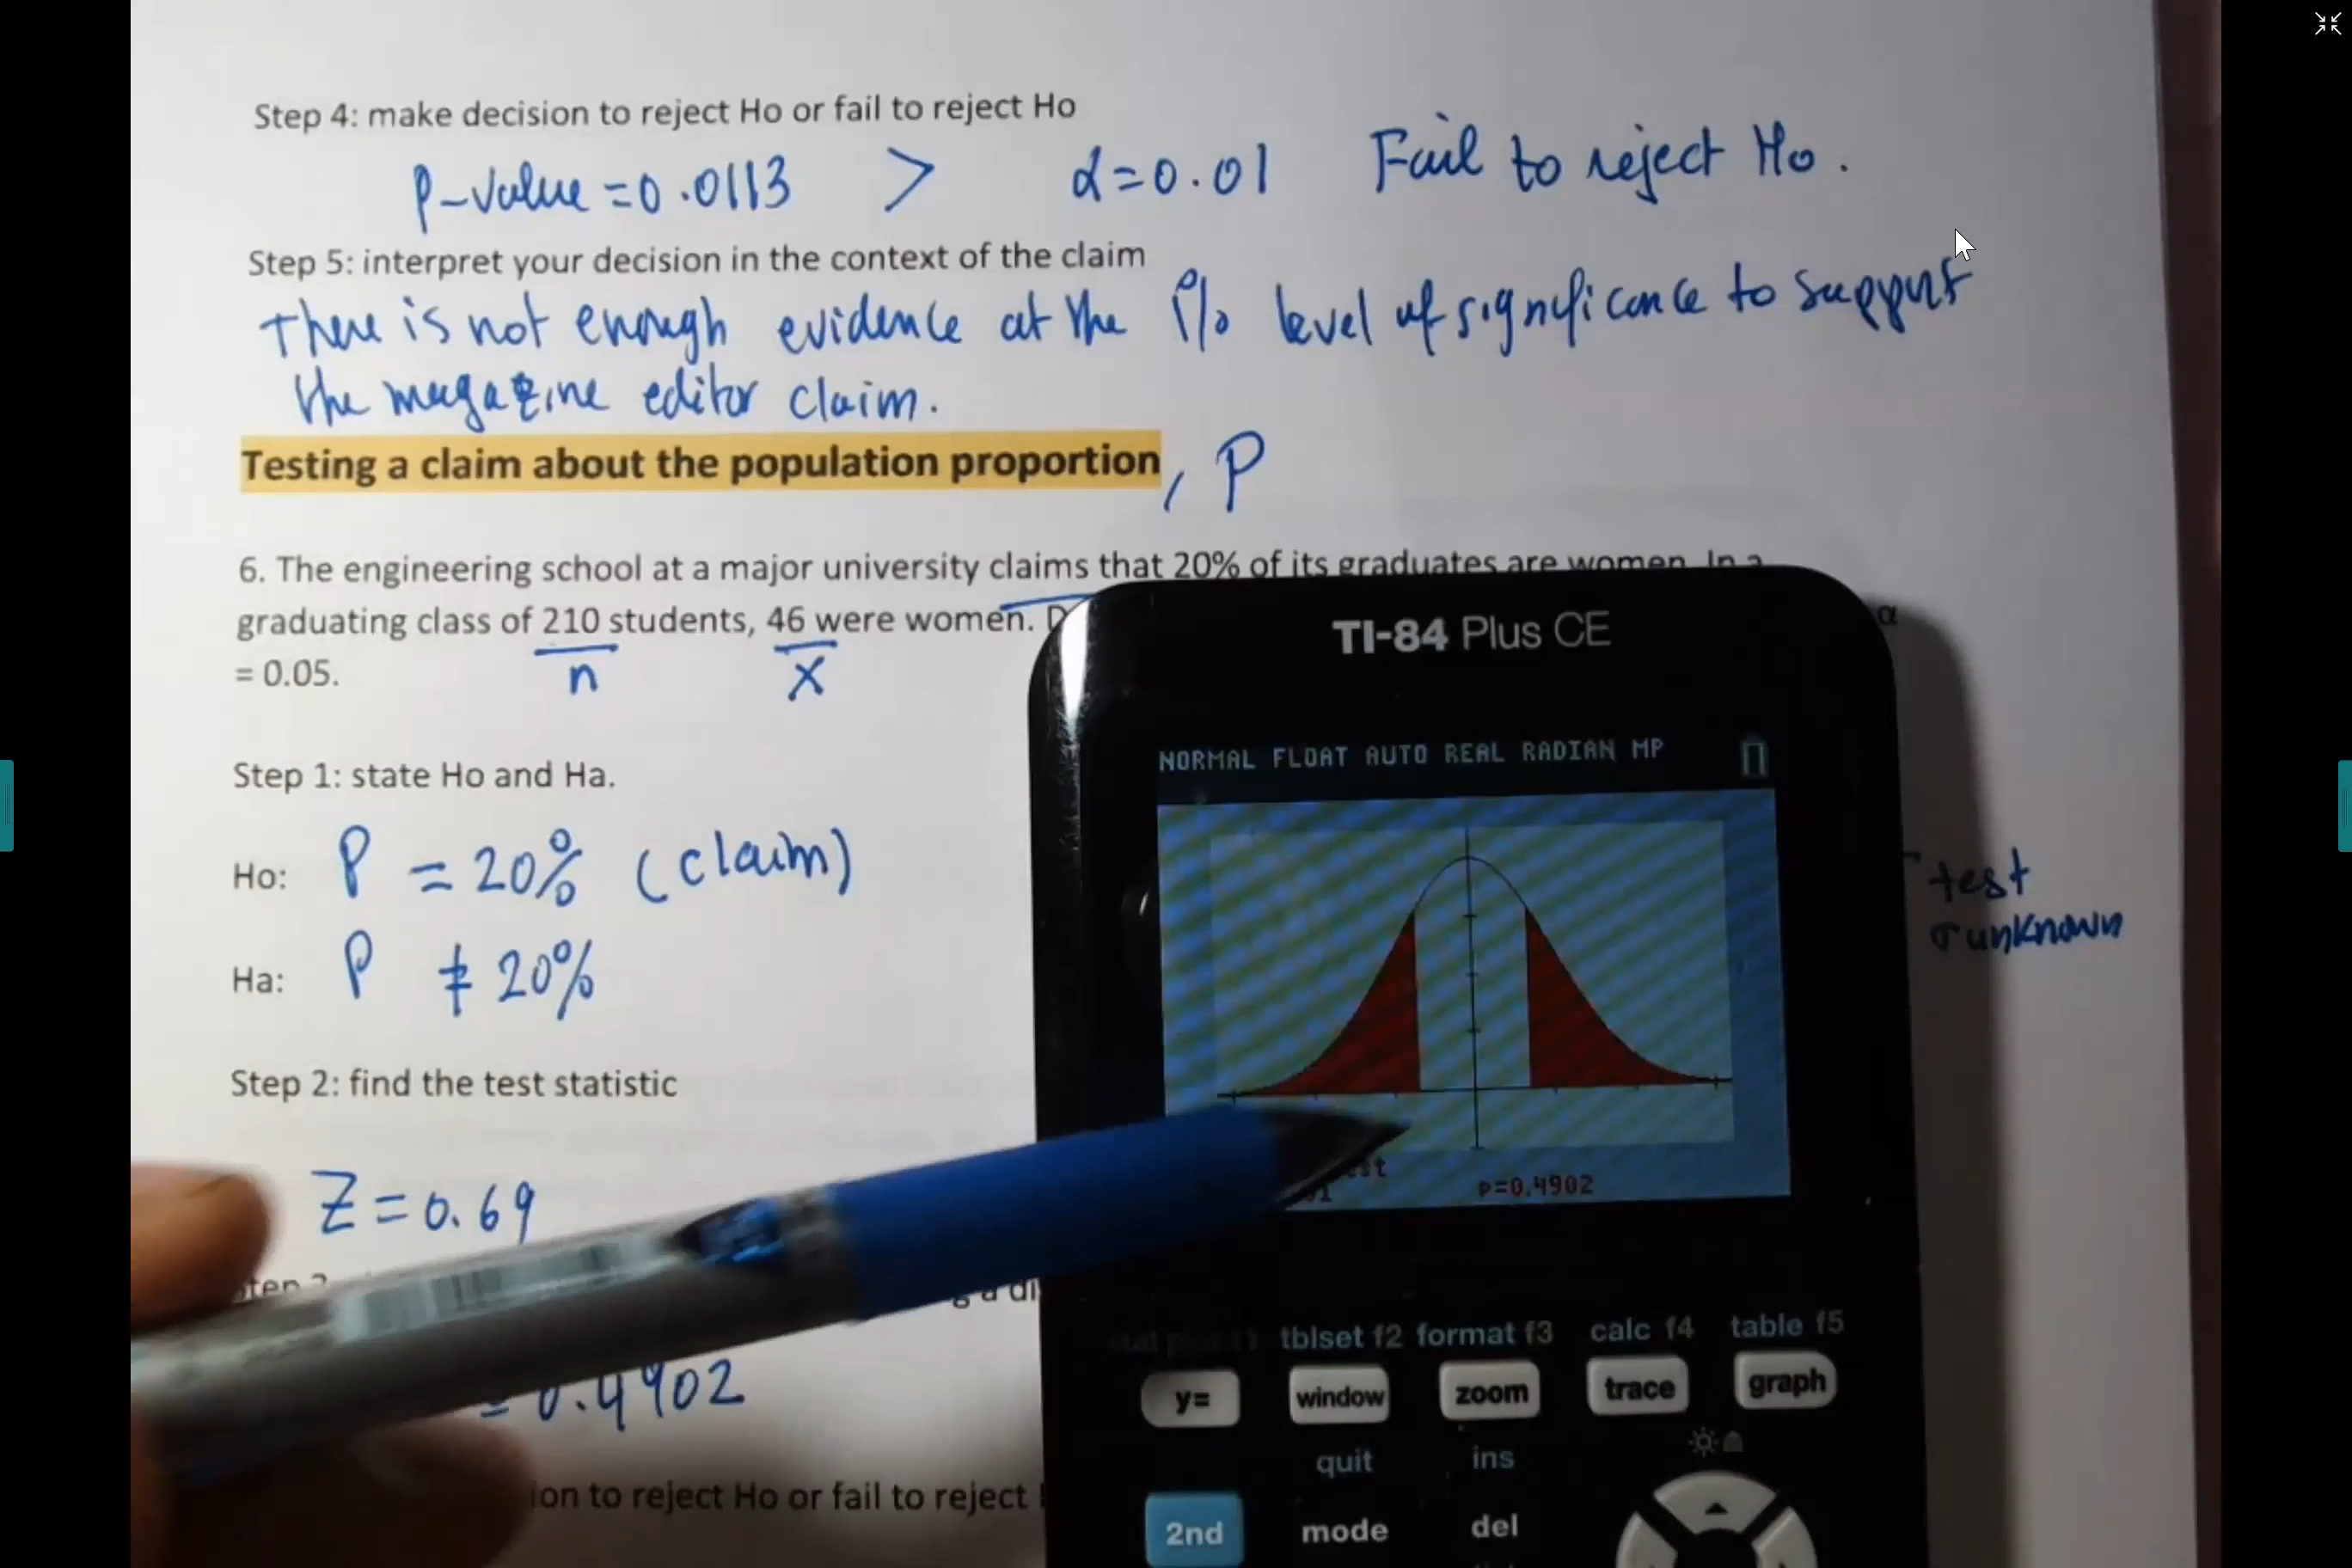 Step 4: make decision to reject Ho or fail to reject Ho
P-value = 0.0113 > α = 0.01 Fail to reject Ho.
Step 5: interpret your decision in the context of the claim
There is not enough evidence at the 1% level of significance to support
the magazine editor claim.
Testing a claim about the population proportion, P
6. The engineering school at a major university claims that 20% of its graduates are women. In a
graduating class of 210 students, 46 were women. α
= 0.05.
n x
Step 1: state Ho and Ha.
Ho: P = 20% (claim)
Ha: P ≠ 20%
Step 2: find the test statistic
Z = 0.69
= 0.4902
ion to reject Ho or fail to reject
test
σ unknown
TI-84 Plus CE
NORMAL FLOAT AUTO REAL RADIAN MP
p=0.4902
tblset f2 format f3 calc f4 table f5
y= window zoom trace graph
quit ins
2nd mode del